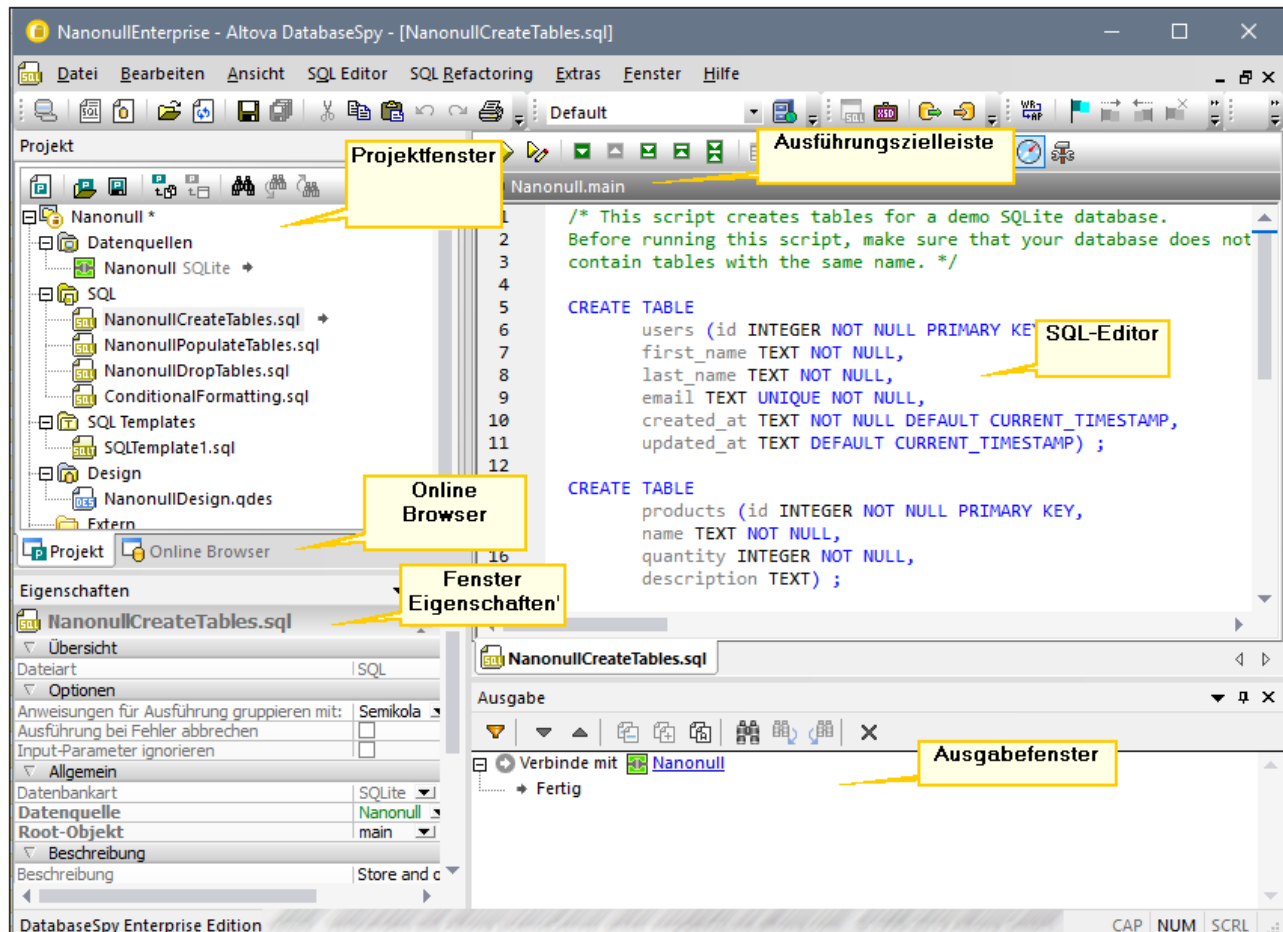 NanonullEnterprise - Altova DatabaseSpy - [NanonullCreateTables.sql]
Datei Bearbeiten Ansicht SQL Editor SQL Refactoring Extras Fenster Hilfe
Default
Projekt
Projektfenster
Nanonull *
Datenquellen
Nanonull SQLite
SQL
NanonullCreateTables.sql
NanonullPopulateTables.sql
NanonullDropTables.sql
ConditionalFormatting.sql
SQL Templates
SQLTemplate1.sql
Design
NanonullDesign.qdes
Extern
Online
Browser
Projekt Online Browser
Ausführungszielleiste
Nanonull.main
1 /* This script creates tables for a demo SQLite database.
2 Before running this script, make sure that your database does not
3 contain tables with the same name. */
4
5 CREATE TABLE
6 users (id INTEGER NOT NULL PRIMARY KEY
7 first_name TEXT NOT NULL,
8 last_name TEXT NOT NULL,
9 email TEXT UNIQUE NOT NULL,
10 created_at TEXT NOT NULL DEFAULT CURRENT_TIMESTAMP,
11 updated_at TEXT DEFAULT CURRENT_TIMESTAMP) ;
12
CREATE TABLE
products (id INTEGER NOT NULL PRIMARY KEY,
name TEXT NOT NULL,
16 quantity INTEGER NOT NULL,
description TEXT) ;
SQL-Editor
NanonullCreateTables.sql
Eigenschaften
Fenster
Eigenschaften'
NanonullCreateTables.sql
Übersicht
Dateiart SQL
Optionen
Anweisungen für Ausführung gruppieren mit: Semikola
Ausführung bei Fehler abbrechen
Input-Parameter ignorieren
Allgemein
Datenbankart SQLite
Datenquelle Nanonull
Root-Objekt main
Beschreibung
Beschreibung Store and
Ausgabe
Verbinde mit Nanonull
Fertig
Ausgabefenster
DatabaseSpy Enterprise Edition
CAP NUM SCRL